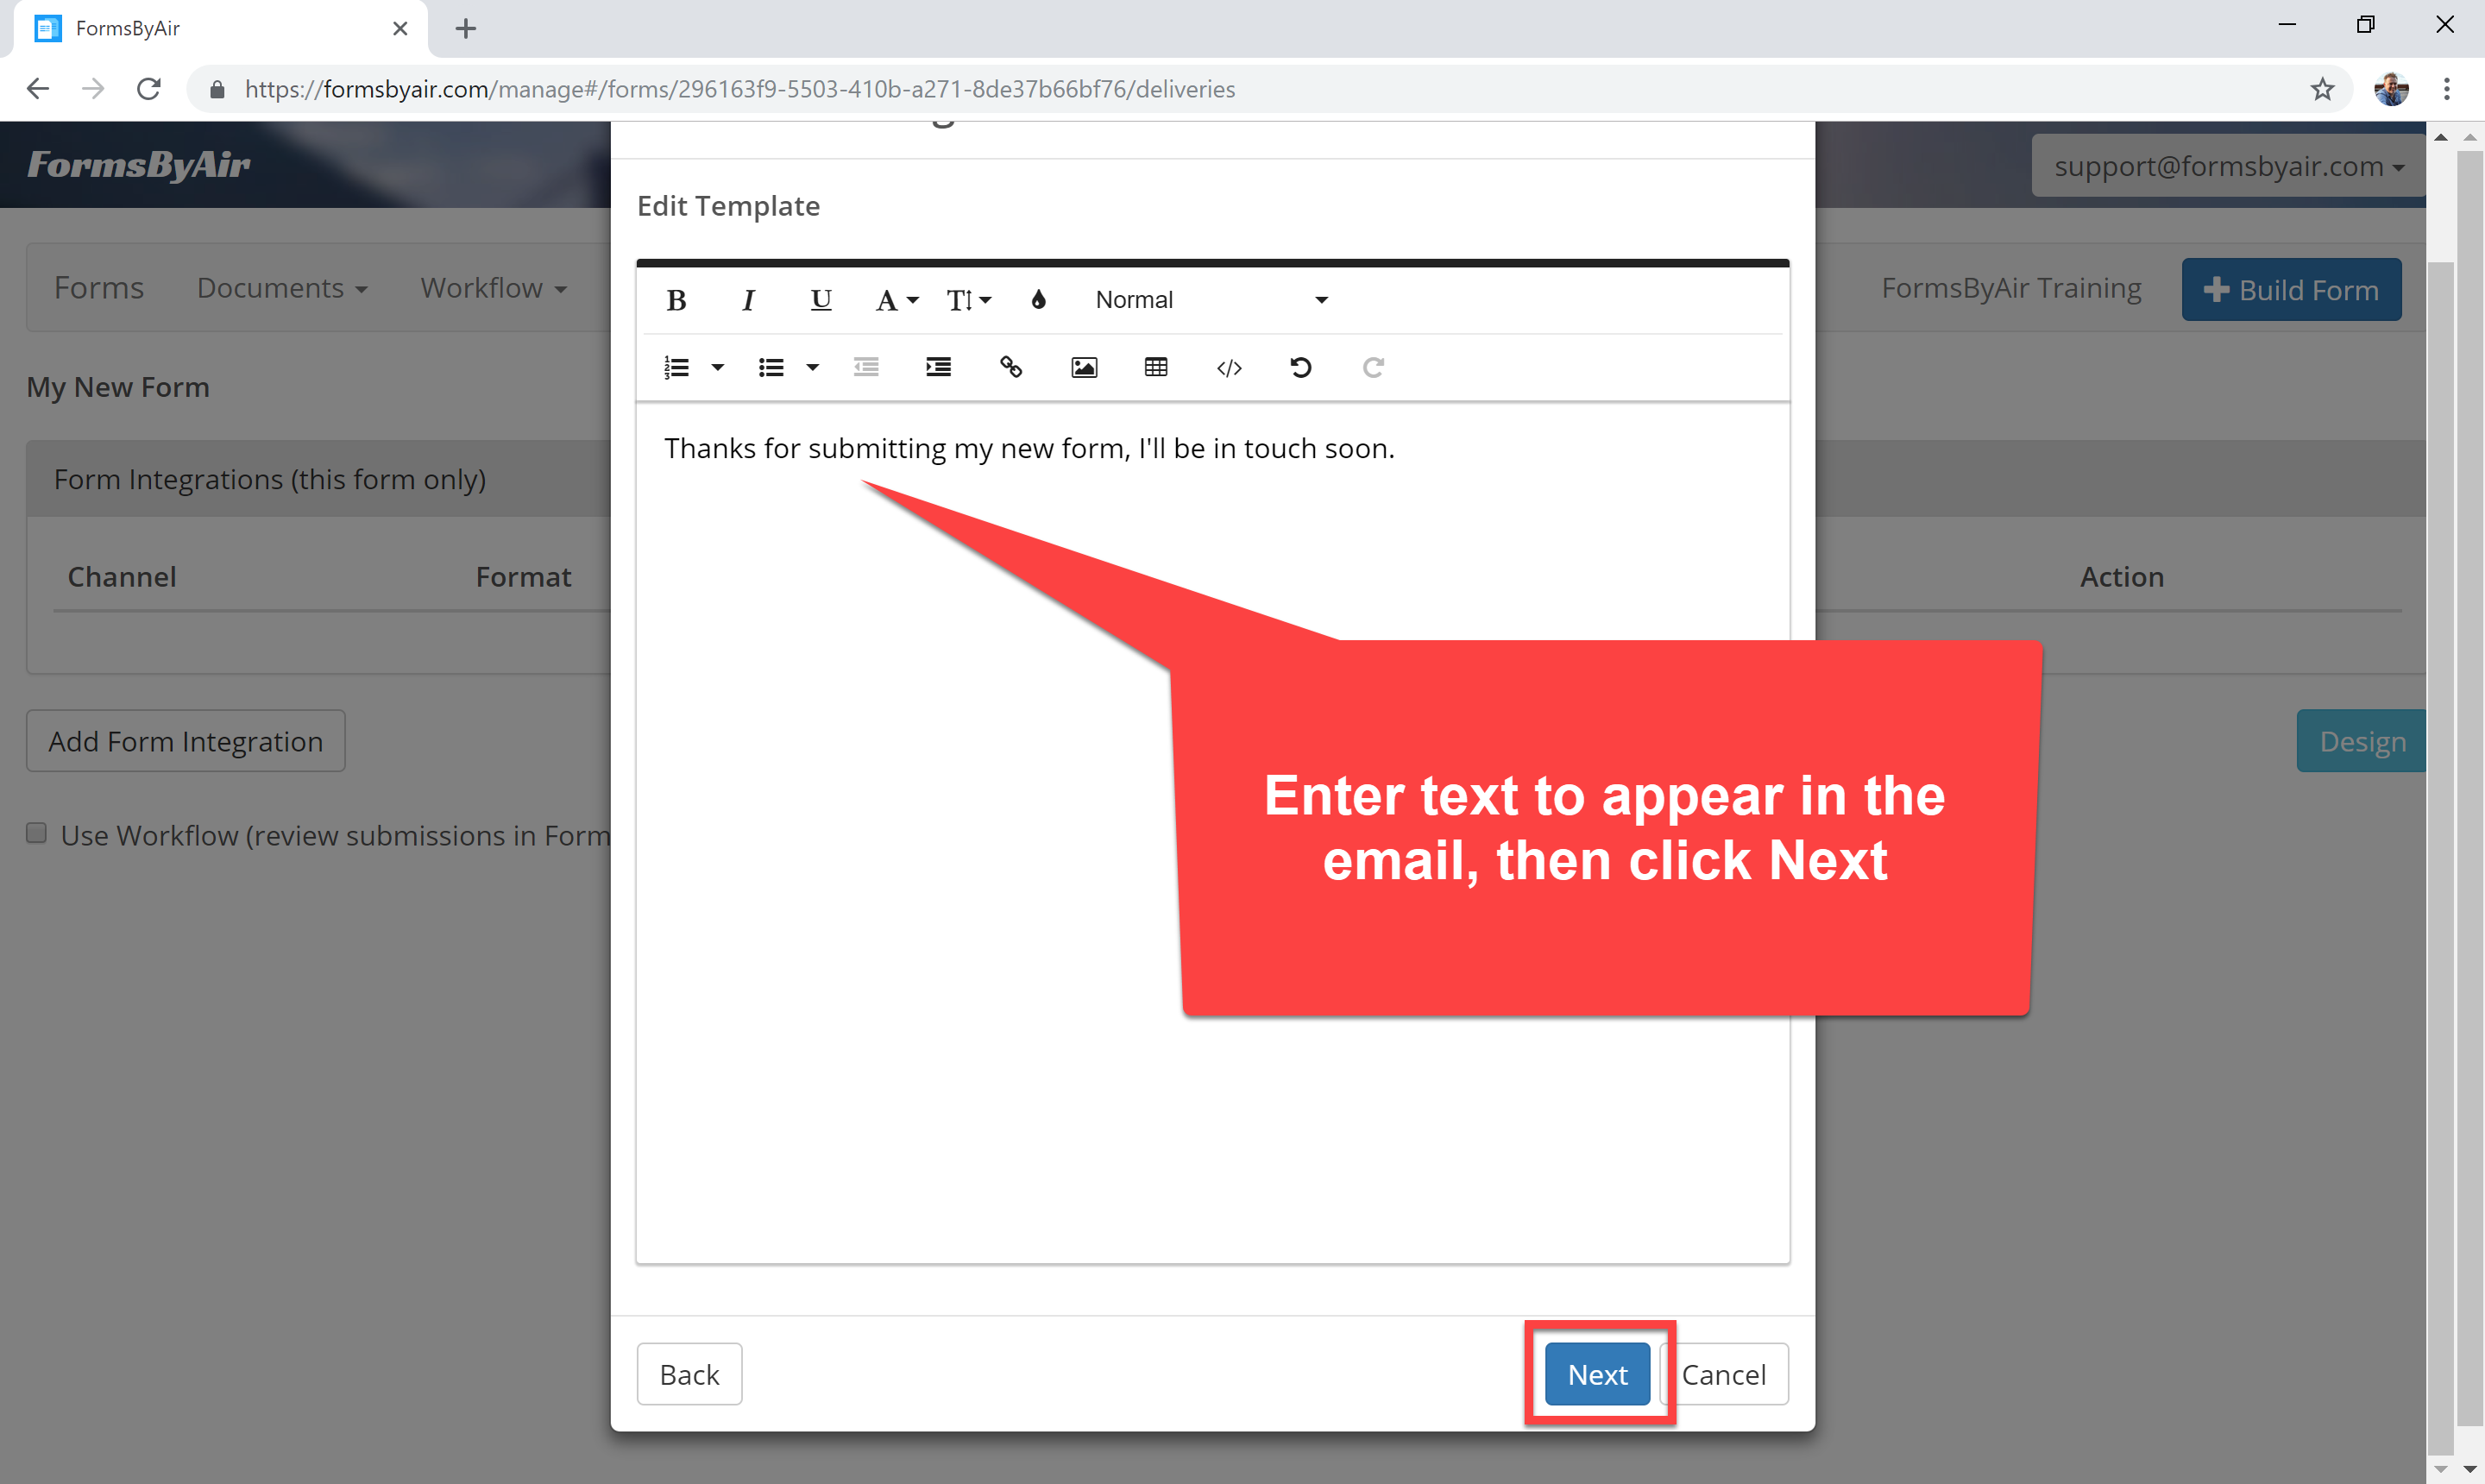 FormsByAir
https://formsbyair.com/manage#/forms/296163f9-5503-410b-a271-8de37b66bf76/deliveries
FormsByAir
support@formsbyair.com
Edit Template
Forms Documents Workflow
FormsByAir Training
Build Form
B I U A T Normal
My New Form
Thanks for submitting my new form, I'll be in touch soon.
Form Integrations (this form only)
Channel Format Action
Add Form Integration
Design
Enter text to appear in the
email, then click Next
Use Workflow (review submissions in Form
Back Next Cancel